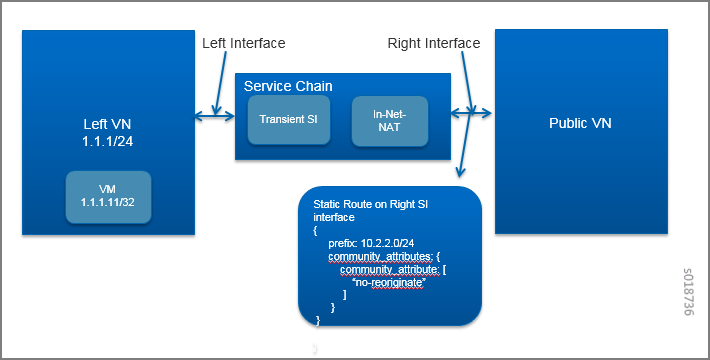 Left Interface
Right Interface
Left VN
1.1.1/24
VM
1.1.1.11/32
Service Chain
Transient SI
In-Net-
NAT
Public VN
Static Route on Right SI
interface
{
prefix: 10.2.2.0/24
community_attributes: {
community_attribute: [
"no-reoriginate"
]
}
}
s018736